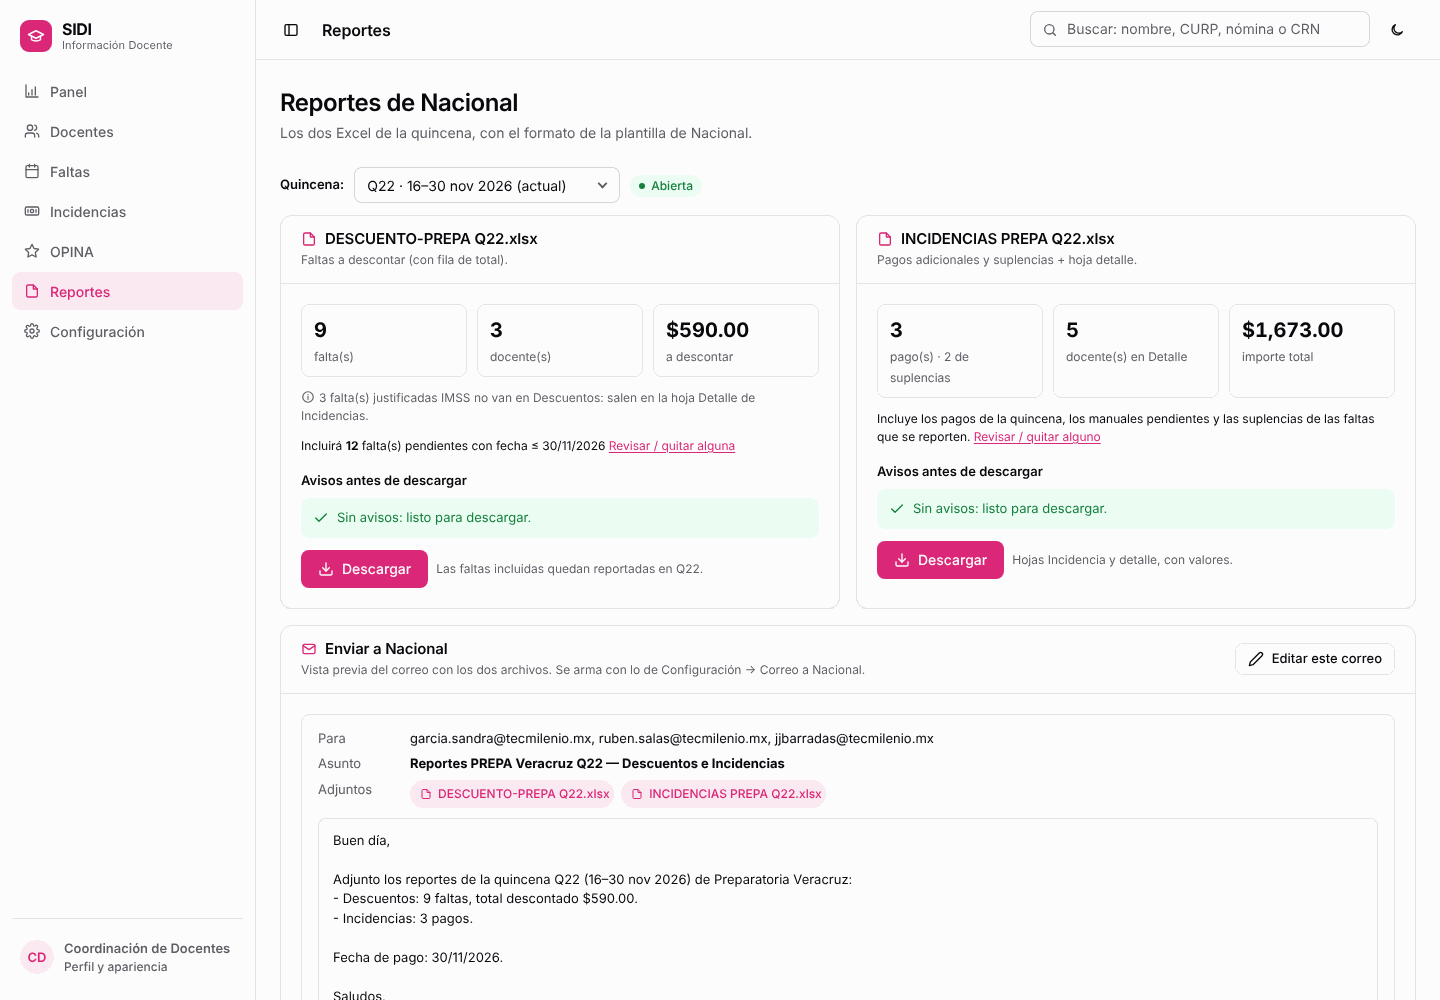 SIDI
Información Docente
Panel
Docentes
Faltas
Incidencias
OPINA
Reportes
Configuración
Coordinación de Docentes
Perfil y apariencia
CD
Reportes
Buscar: nombre, CURP, nómina o CRN
Reportes de Nacional
Los dos Excel de la quincena, con el formato de la plantilla de Nacional.
Quincena:
Q22 · 16–30 nov 2026 (actual)
Abierta
DESCUENTO-PREPA Q22.xlsx
Faltas a descontar (con fila de total).
9
falta(s)
3
docente(s)
$590.00
a descontar
3 falta(s) justificadas IMSS no van en Descuentos: salen en la hoja Detalle de
Incidencias.
Incluirá 12 falta(s) pendientes con fecha ≤ 30/11/2026 Revisar / quitar alguna
Avisos antes de descargar
Sin avisos: listo para descargar.
Descargar
Las faltas incluidas quedan reportadas en Q22.
INCIDENCIAS PREPA Q22.xlsx
Pagos adicionales y suplencias + hoja detalle.
3
pago(s) · 2 de
suplencias
5
docente(s) en Detalle
$1,673.00
importe total
Incluye los pagos de la quincena, los manuales pendientes y las suplencias de las faltas
que se reporten. Revisar / quitar alguno
Avisos antes de descargar
Sin avisos: listo para descargar.
Descargar
Hojas Incidencia y detalle, con valores.
Enviar a Nacional
Vista previa del correo con los dos archivos. Se arma con lo de Configuración → Correo a Nacional.
Editar este correo
Para
garcia.sandra@tecmilenio.mx, ruben.salas@tecmilenio.mx, jjbarradas@tecmilenio.mx
Asunto
Reportes PREPA Veracruz Q22 — Descuentos e Incidencias
Adjuntos
DESCUENTO-PREPA Q22.xlsx
INCIDENCIAS PREPA Q22.xlsx
Buen día,
Adjunto los reportes de la quincena Q22 (16–30 nov 2026) de Preparatoria Veracruz:
- Descuentos: 9 faltas, total descontado $590.00.
- Incidencias: 3 pagos.
Fecha de pago: 30/11/2026.
Saludos,